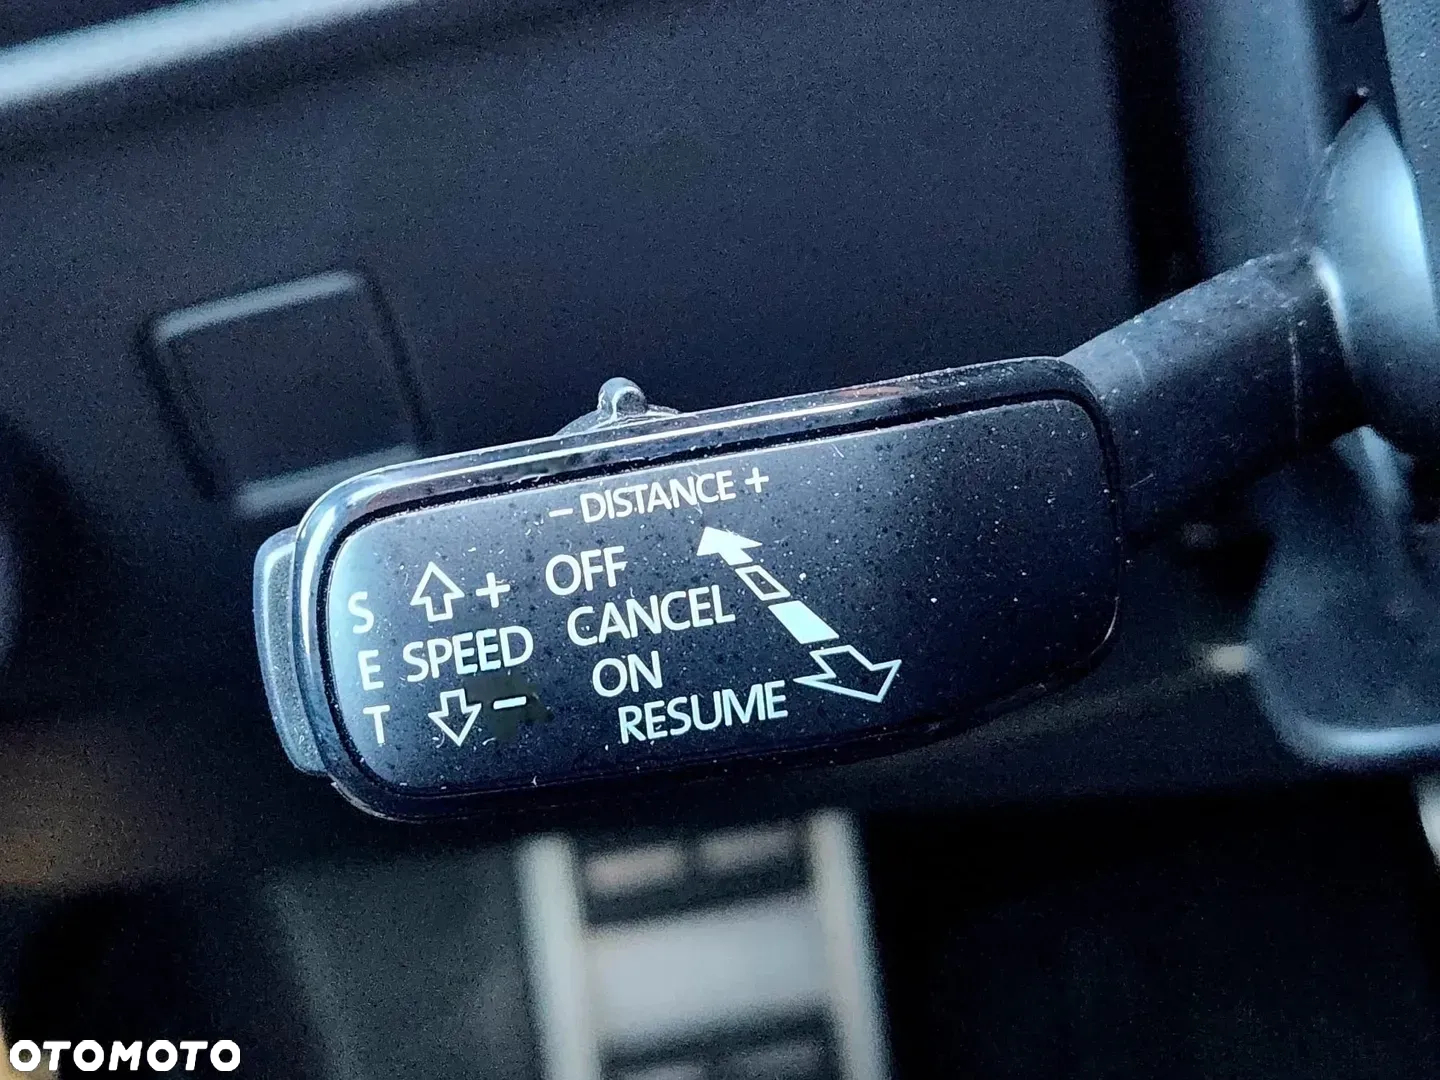 − DISTANCE +
S E T
+
SPEED
−
OFF
CANCEL
ON
RESUME
OTOMOTO